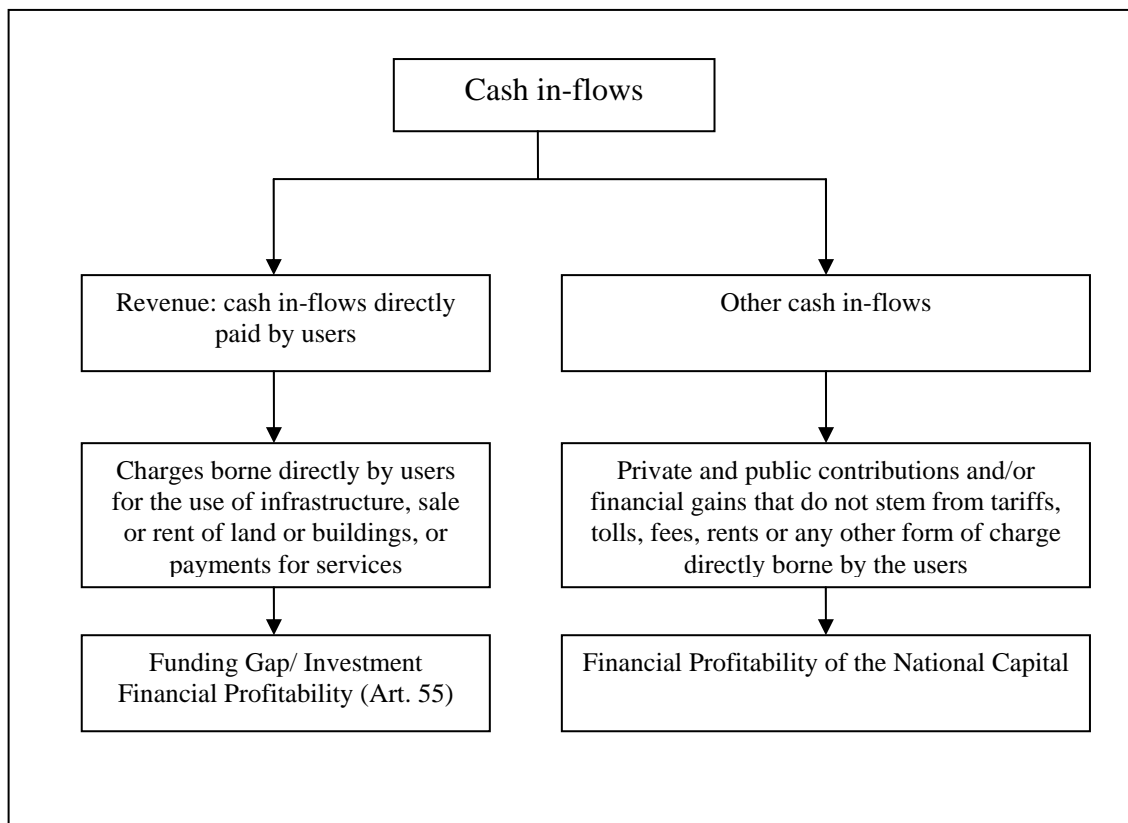 Cash in-flows
Revenue: cash in-flows directly
paid by users
Other cash in-flows
Charges borne directly by users
for the use of infrastructure, sale
or rent of land or buildings, or
payments for services
Private and public contributions and/or
financial gains that do not stem from tariffs,
tolls, fees, rents or any other form of charge
directly borne by the users
Funding Gap/ Investment
Financial Profitability (Art. 55)
Financial Profitability of the National Capital